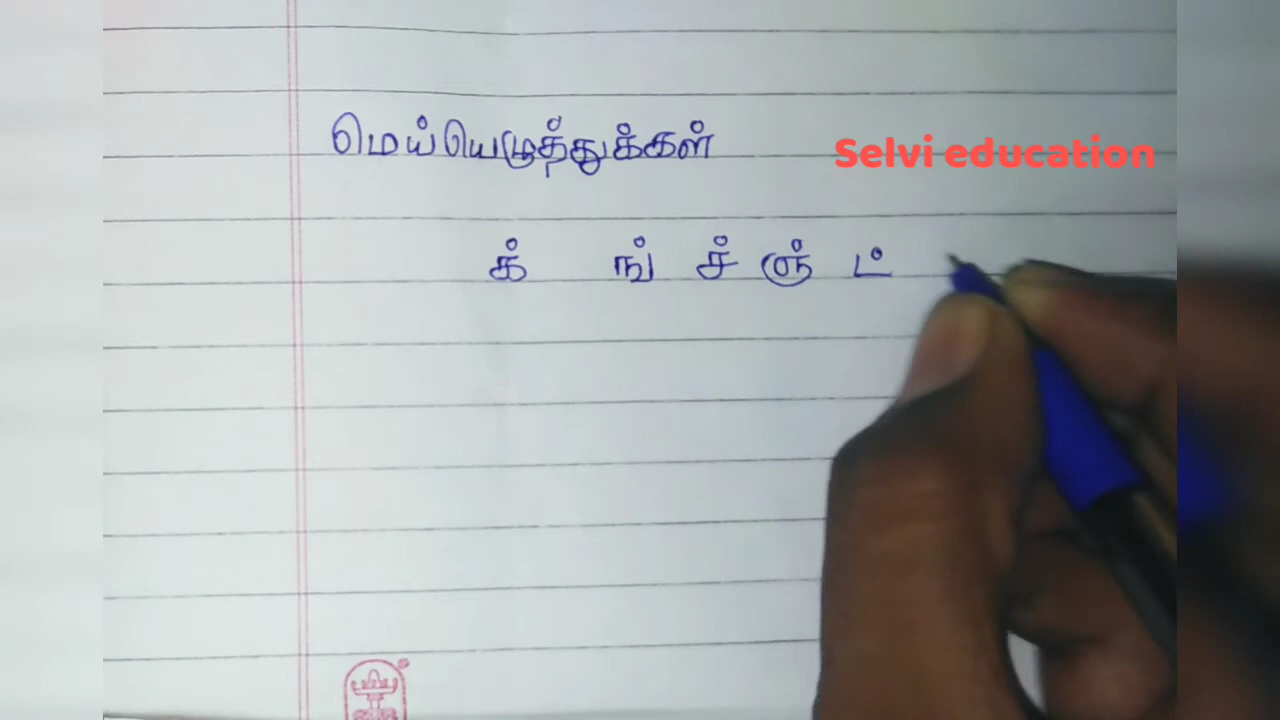 மெய்யெழுத்துக்கள்
Selvi education
க் ங் ச் ஞ் ட்